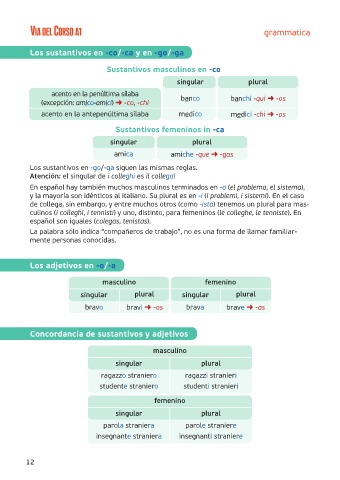 VIA DEL CORSO A1
grammatica
Los sustantivos en -co/-ca y en -go/-ga
Sustantivos masculinos en -co
singular plural
acento en la penúltima sílaba
(excepción: amico-amici) ➜ -co, -chi
banco banchi -qui ➜ -os
acento en la antepenúltima sílaba medico medici -chi ➜ -os
Sustantivos femeninos in -ca
singular plural
amica amiche -que ➜ -gas
Los sustantivos en -go/-ga siguen las mismas reglas.
Atención: el singular de i colleghi es il collega!
En español hay también muchos masculinos terminados en -a (el problema, el sistema),
y la mayoría son idénticos al italiano. Su plural es en -i (i problemi, i sistemi). En el caso
de collega, sin embargo, y entre muchos otros (como -ista) tenemos un plural para mas-
culinos (i colleghi, i tennisti) y uno, distinto, para femeninos (le colleghe, le tenniste). En
español son iguales (colegas, tenistas).
La palabra sólo indica “compañeros de trabajo”, no es una forma de llamar familiar-
mente personas conocidas.
Los adjetivos en -o/-a
masculino femenino
singular plural singular plural
bravo bravi ➜ -os brava brave ➜ -as
Concordancia de sustantivos y adjetivos
masculino
singular plural
ragazzo straniero ragazzi stranieri
studente straniero studenti stranieri
femenino
singular plural
parola straniera parole straniere
insegnante straniera insegnanti straniere
12